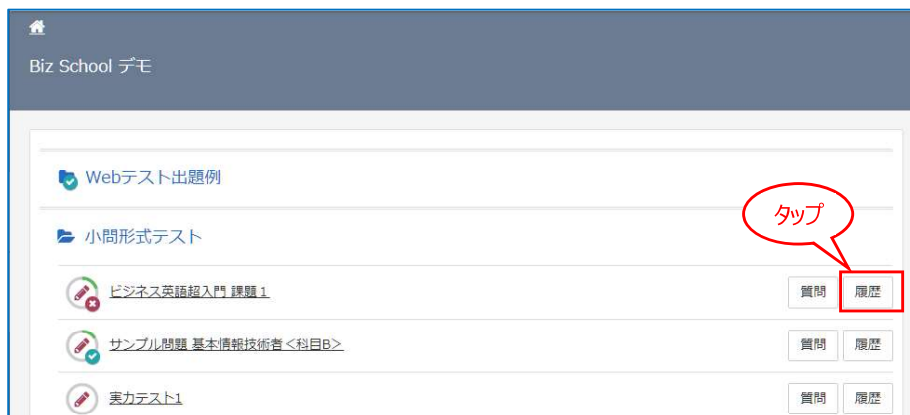 Biz School デモ
Webテスト出題例
タップ
小問形式テスト
ビジネス英語超入門 課題1 質問 履歴
サンプル問題 基本情報技術者<科目B> 質問 履歴
実力テスト1 質問 履歴